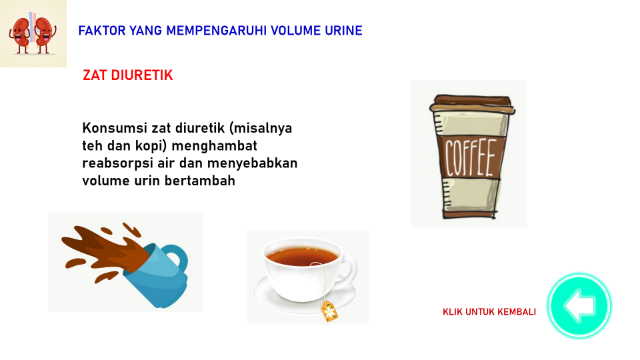 FAKTOR YANG MEMPENGARUHI VOLUME URINE
ZAT DIURETIK
Konsumsi zat diuretik (misalnya
teh dan kopi) menghambat
reabsorpsi air dan menyebabkan
volume urin bertambah
COFFEE
KLIK UNTUK KEMBALI